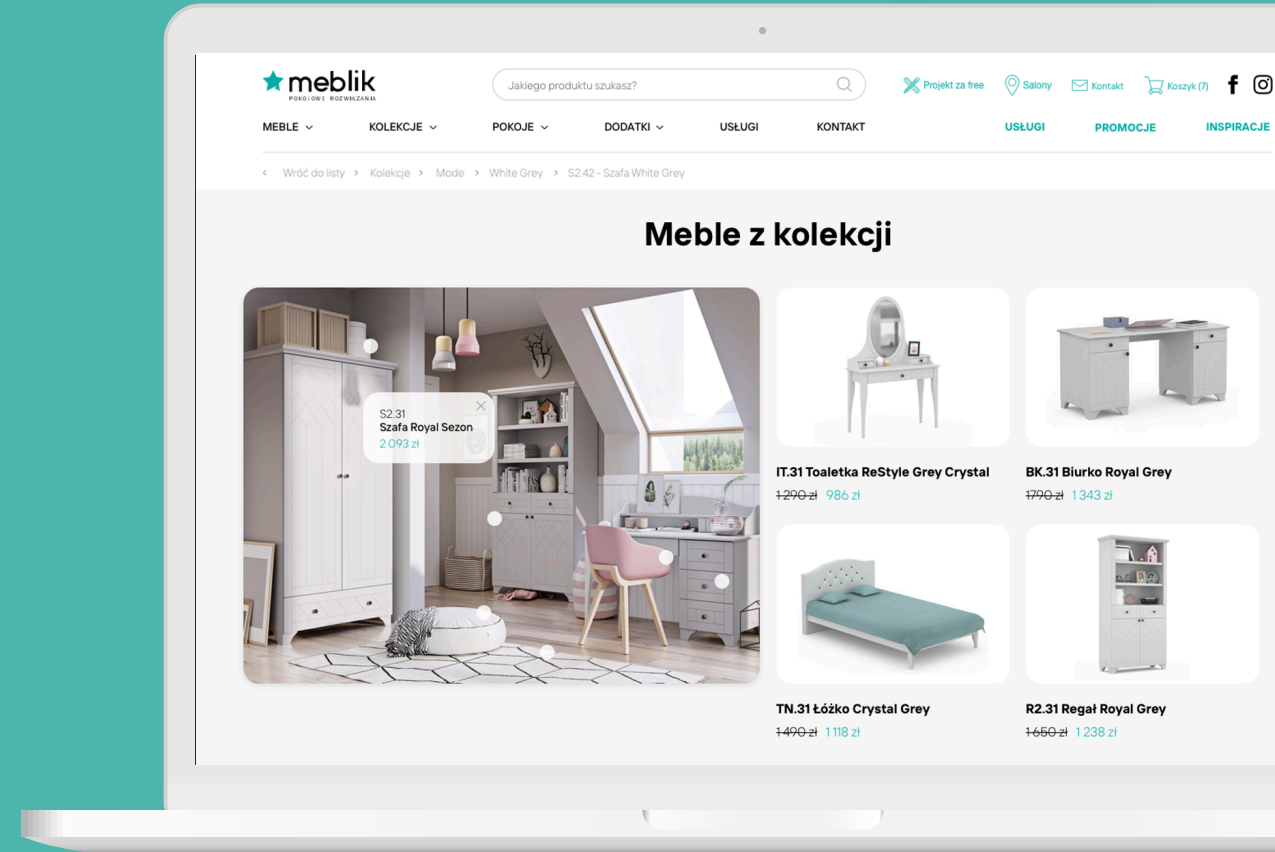 meblik
POKOJOWE ROZWIĄZANIA
Jakiego produktu szukasz?
Projekt za free
Salony
Kontakt
Koszyk (7)
MEBLE
KOLEKCJE
POKOJE
DODATKI
USŁUGI
KONTAKT
USŁUGI
PROMOCJE
INSPIRACJE
Wróć do listy > Kolekcje > Mode > White Grey > S2.42 - Szafa White Grey
Meble z kolekcji
S2.31
Szafa Royal Sezon
2 093 zł
IT.31 Toaletka ReStyle Grey Crystal
1 290 zł 986 zł
BK.31 Biurko Royal Grey
1790 zł 1 343 zł
TN.31 Łóżko Crystal Grey
1 490 zł 1 118 zł
R2.31 Regał Royal Grey
1 650 zł 1 238 zł